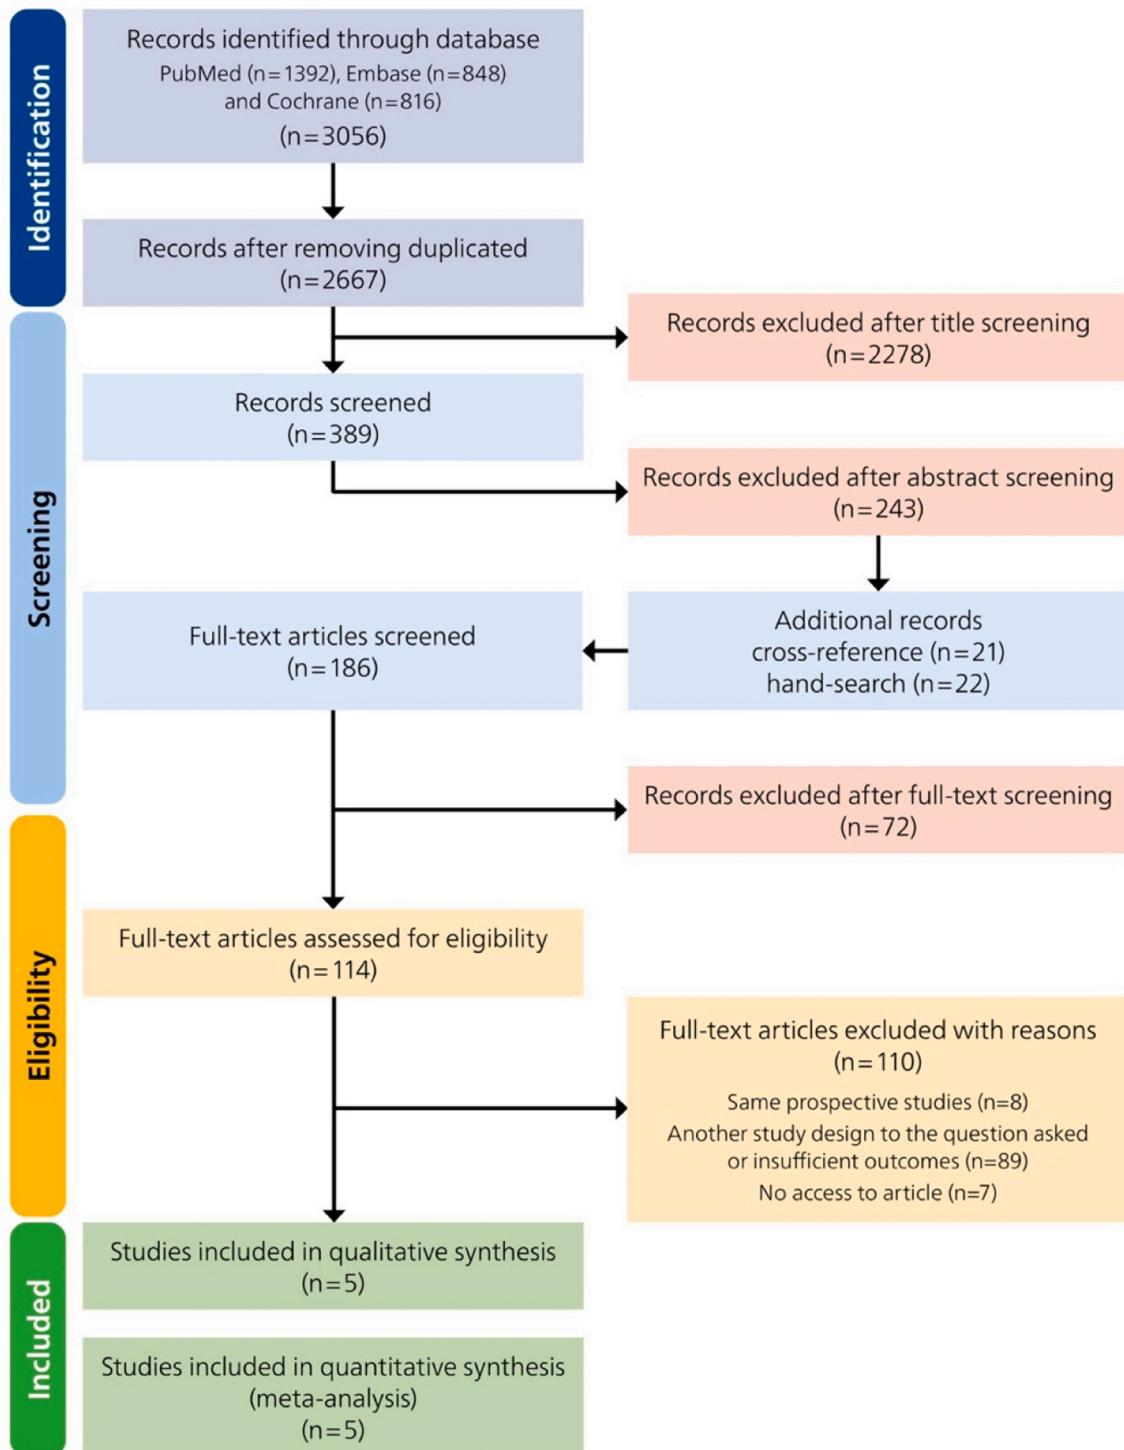 Identification
Records identified through database
PubMed (n=1392), Embase (n=848)
and Cochrane (n=816)
(n=3056)
Records after removing duplicated
(n=2667)
Screening
Records excluded after title screening
(n=2278)
Records screened
(n=389)
Records excluded after abstract screening
(n=243)
Additional records
cross-reference (n=21)
hand-search (n=22)
Full-text articles screened
(n=186)
Records excluded after full-text screening
(n=72)
Eligibility
Full-text articles assessed for eligibility
(n=114)
Full-text articles excluded with reasons
(n=110)
Same prospective studies (n=8)
Another study design to the question asked
or insufficient outcomes (n=89)
No access to article (n=7)
Included
Studies included in qualitative synthesis
(n=5)
Studies included in quantitative synthesis
(meta-analysis)
(n=5)